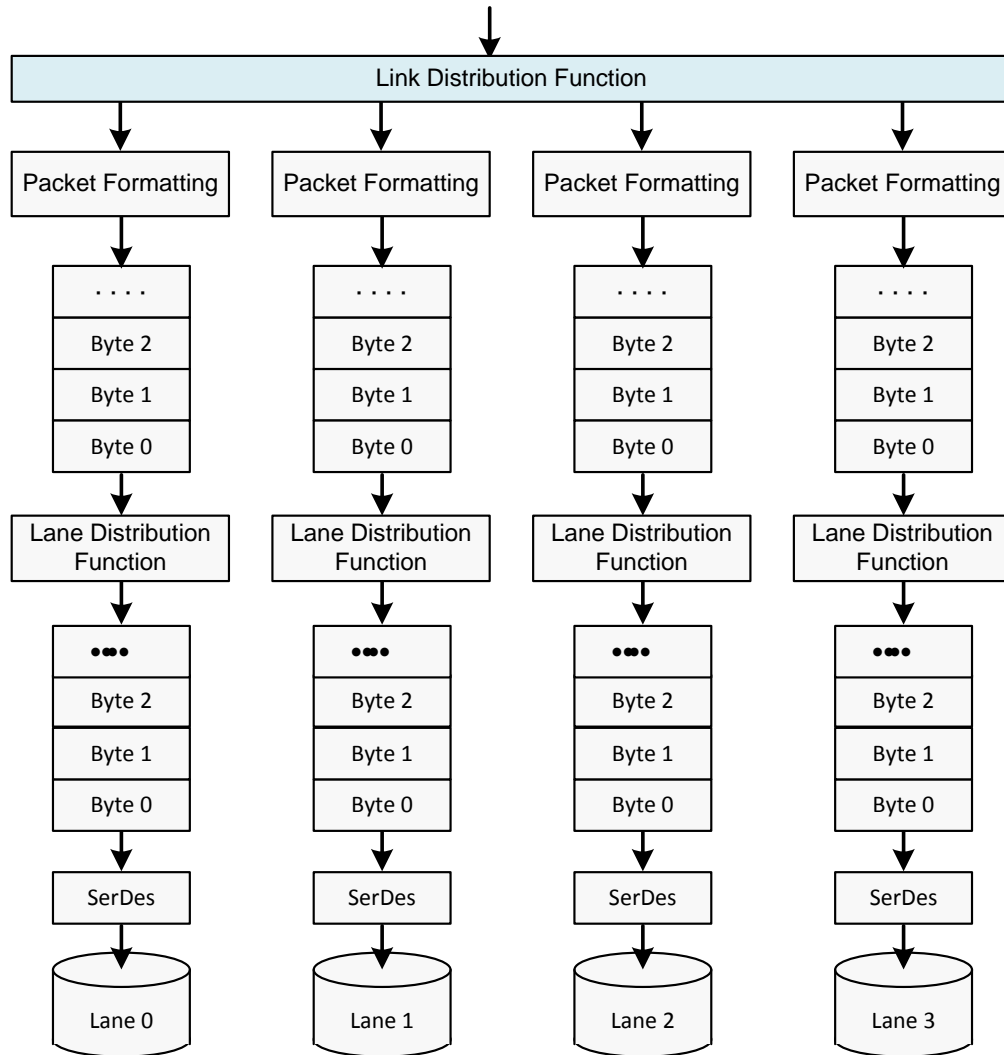 Link Distribution Function
Packet Formatting Packet Formatting Packet Formatting Packet Formatting
. . . . . . . . . . . . . . . .
Byte 2 Byte 2 Byte 2 Byte 2
Byte 1 Byte 1 Byte 1 Byte 1
Byte 0 Byte 0 Byte 0 Byte 0
Lane Distribution Lane Distribution Lane Distribution Lane Distribution
Function Function Function Function
•••• •••• •••• ••••
Byte 2 Byte 2 Byte 2 Byte 2
Byte 1 Byte 1 Byte 1 Byte 1
Byte 0 Byte 0 Byte 0 Byte 0
SerDes SerDes SerDes SerDes
Lane 0 Lane 1 Lane 2 Lane 3